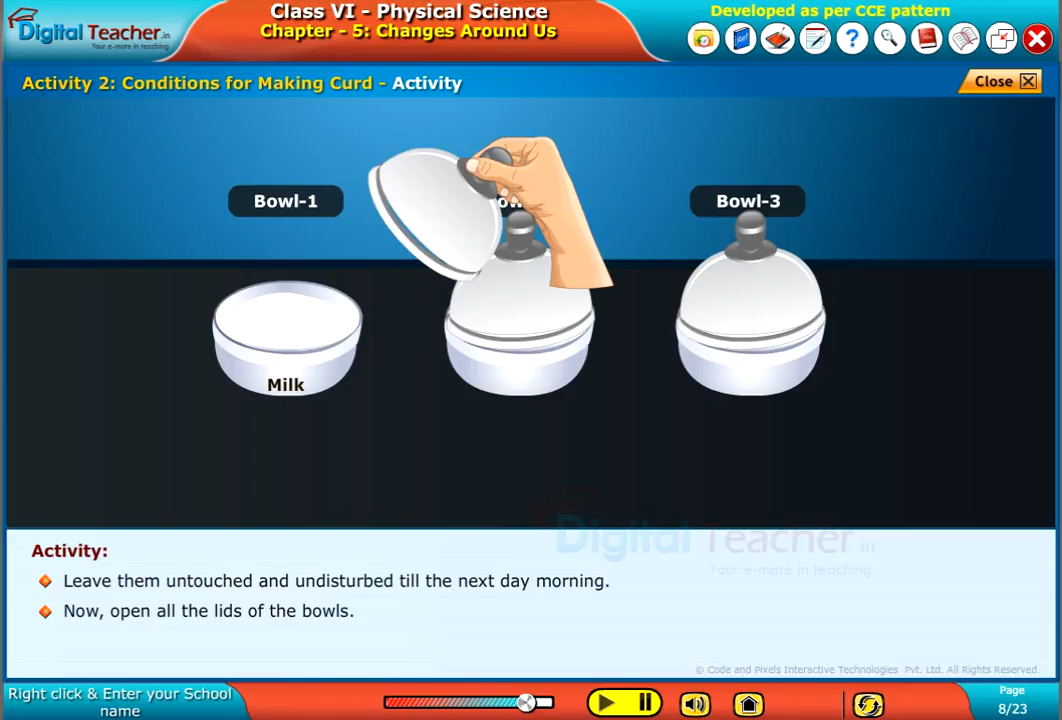 Digital Teacher.in
Your e-mate in teaching
Class VI - Physical Science
Chapter - 5: Changes Around Us
Developed as per CCE pattern
Activity 2: Conditions for Making Curd - Activity
Close
Bowl-1
Bowl-3
Milk
Digital Teacher.in
Your e-mate in teaching
Activity:
Leave them untouched and undisturbed till the next day morning.
Now, open all the lids of the bowls.
© Code and Pixels Interactive Technologies Pvt. Ltd. All Rights Reserved.
Right click & Enter your School
name
Page
8/23